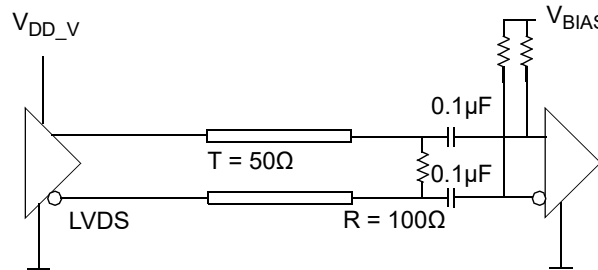 V_DD_V
V_BIAS
0.1µF
T = 50Ω
0.1µF
LVDS
R = 100Ω